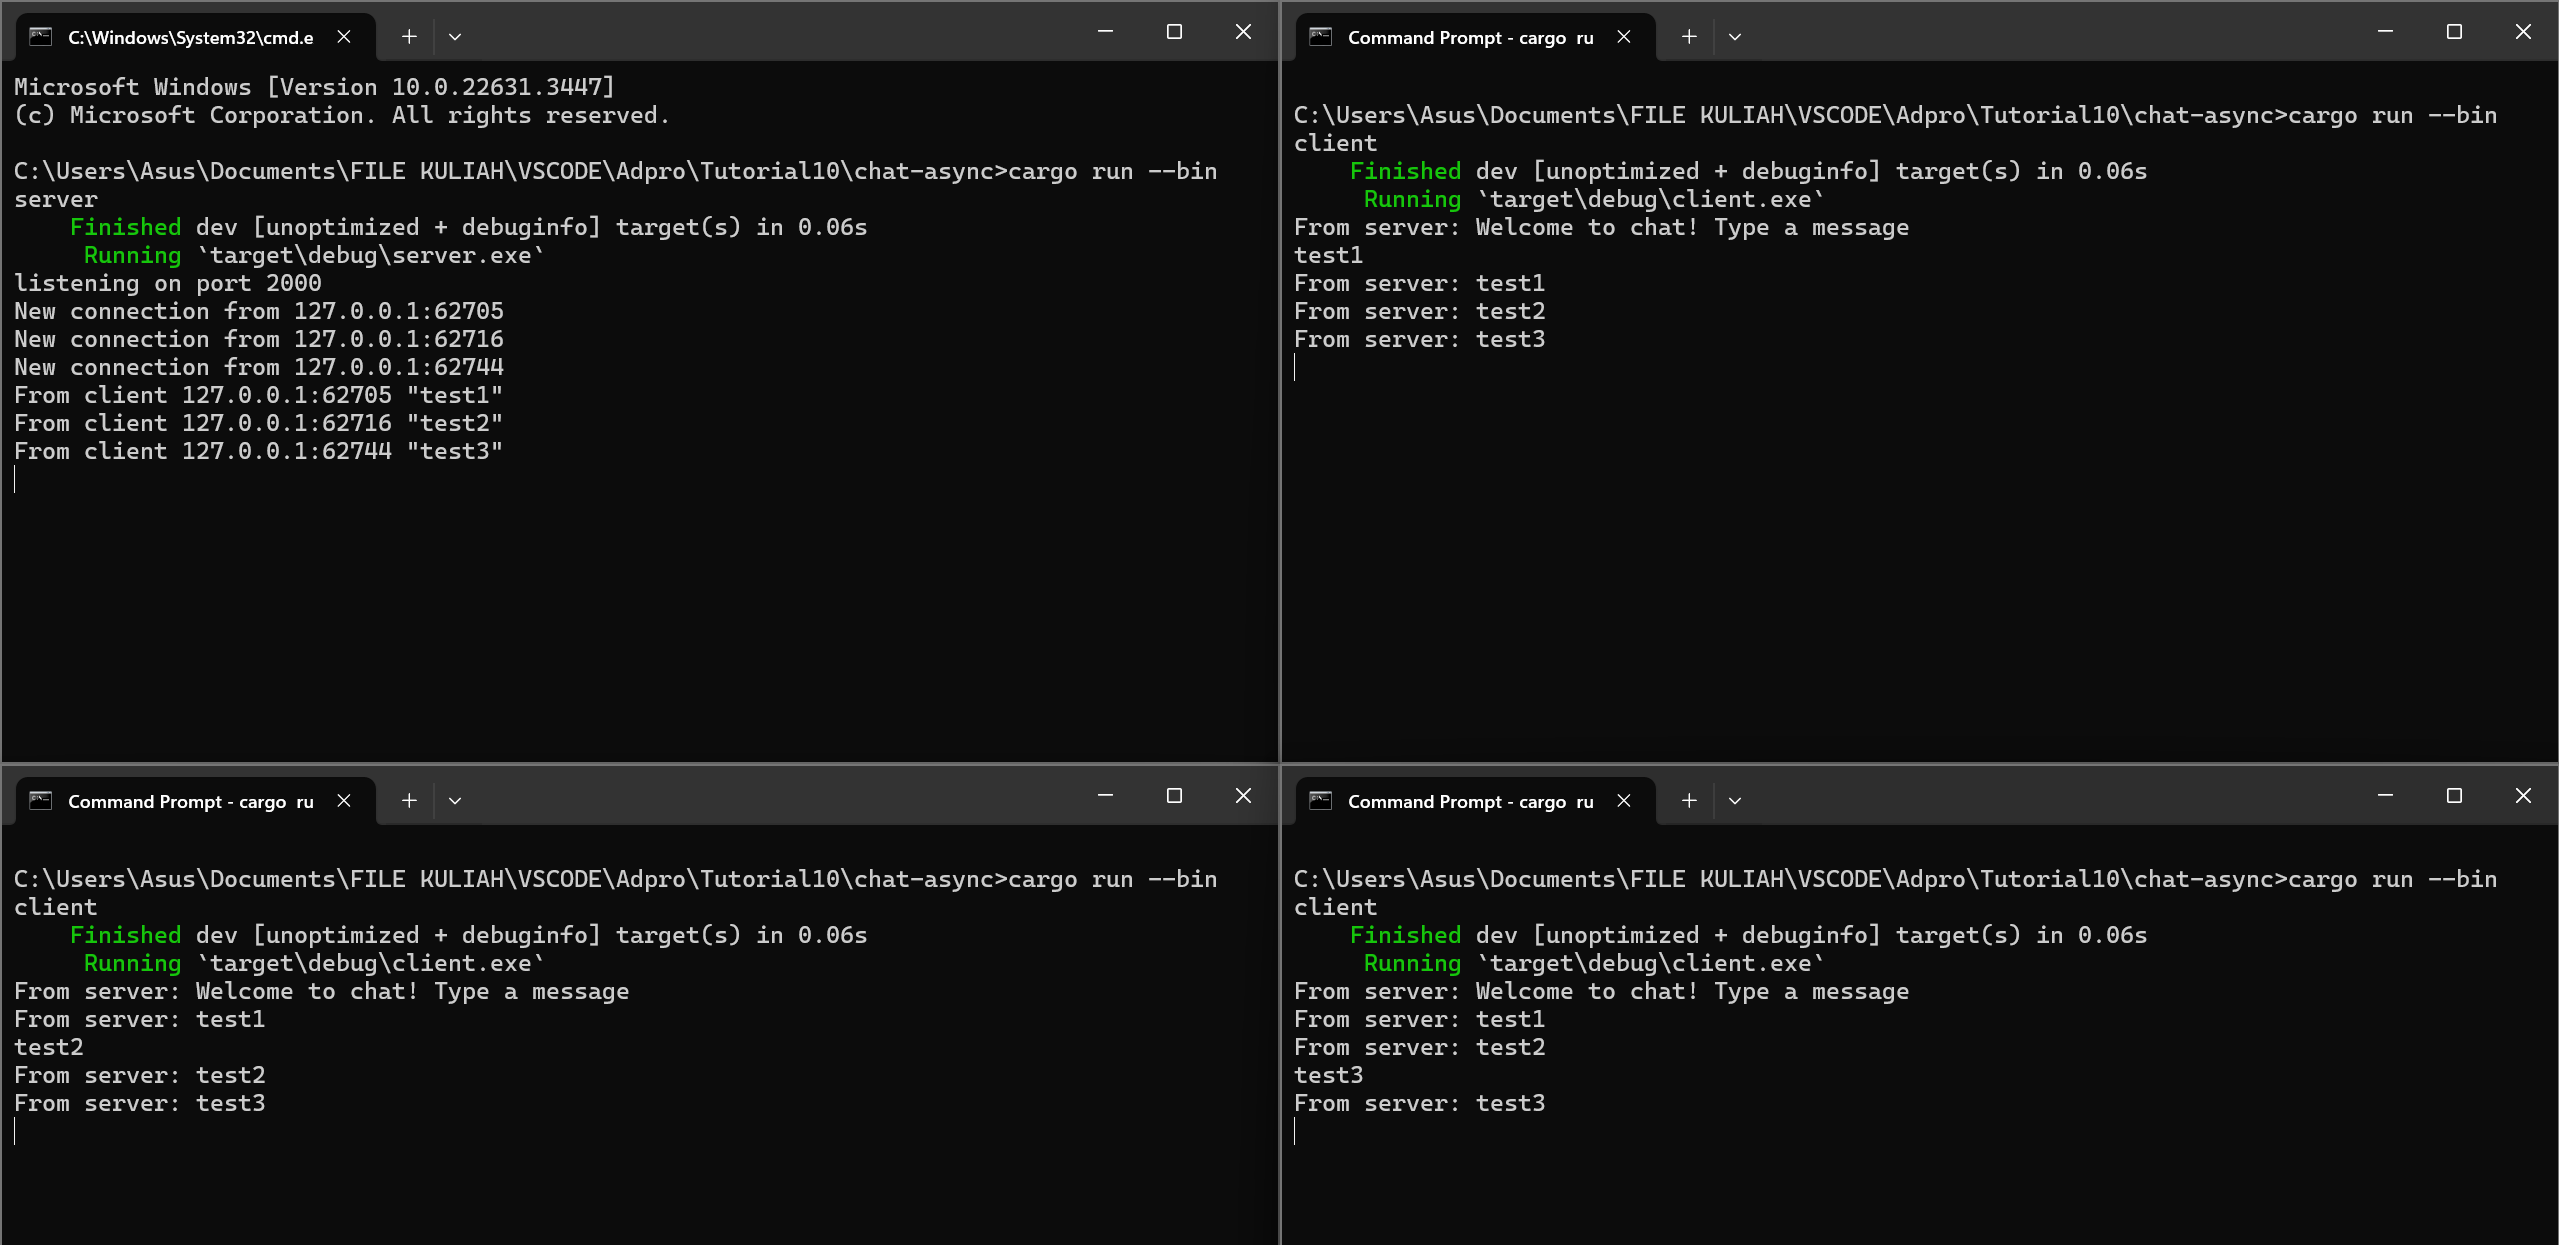 C:\Windows\System32\cmd.e
Microsoft Windows [Version 10.0.22631.3447]
(c) Microsoft Corporation. All rights reserved.
C:\Users\Asus\Documents\FILE KULIAH\VSCODE\Adpro\Tutorial10\chat-async>cargo run --bin
server
Finished dev [unoptimized + debuginfo] target(s) in 0.06s
Running `target\debug\server.exe`
listening on port 2000
New connection from 127.0.0.1:62705
New connection from 127.0.0.1:62716
New connection from 127.0.0.1:62744
From client 127.0.0.1:62705 "test1"
From client 127.0.0.1:62716 "test2"
From client 127.0.0.1:62744 "test3"
Command Prompt - cargo  ru
C:\Users\Asus\Documents\FILE KULIAH\VSCODE\Adpro\Tutorial10\chat-async>cargo run --bin
client
Finished dev [unoptimized + debuginfo] target(s) in 0.06s
Running `target\debug\client.exe`
From server: Welcome to chat! Type a message
test1
From server: test1
From server: test2
From server: test3
Command Prompt - cargo  ru
C:\Users\Asus\Documents\FILE KULIAH\VSCODE\Adpro\Tutorial10\chat-async>cargo run --bin
client
Finished dev [unoptimized + debuginfo] target(s) in 0.06s
Running `target\debug\client.exe`
From server: Welcome to chat! Type a message
From server: test1
test2
From server: test2
From server: test3
Command Prompt - cargo  ru
C:\Users\Asus\Documents\FILE KULIAH\VSCODE\Adpro\Tutorial10\chat-async>cargo run --bin
client
Finished dev [unoptimized + debuginfo] target(s) in 0.06s
Running `target\debug\client.exe`
From server: Welcome to chat! Type a message
From server: test1
From server: test2
test3
From server: test3